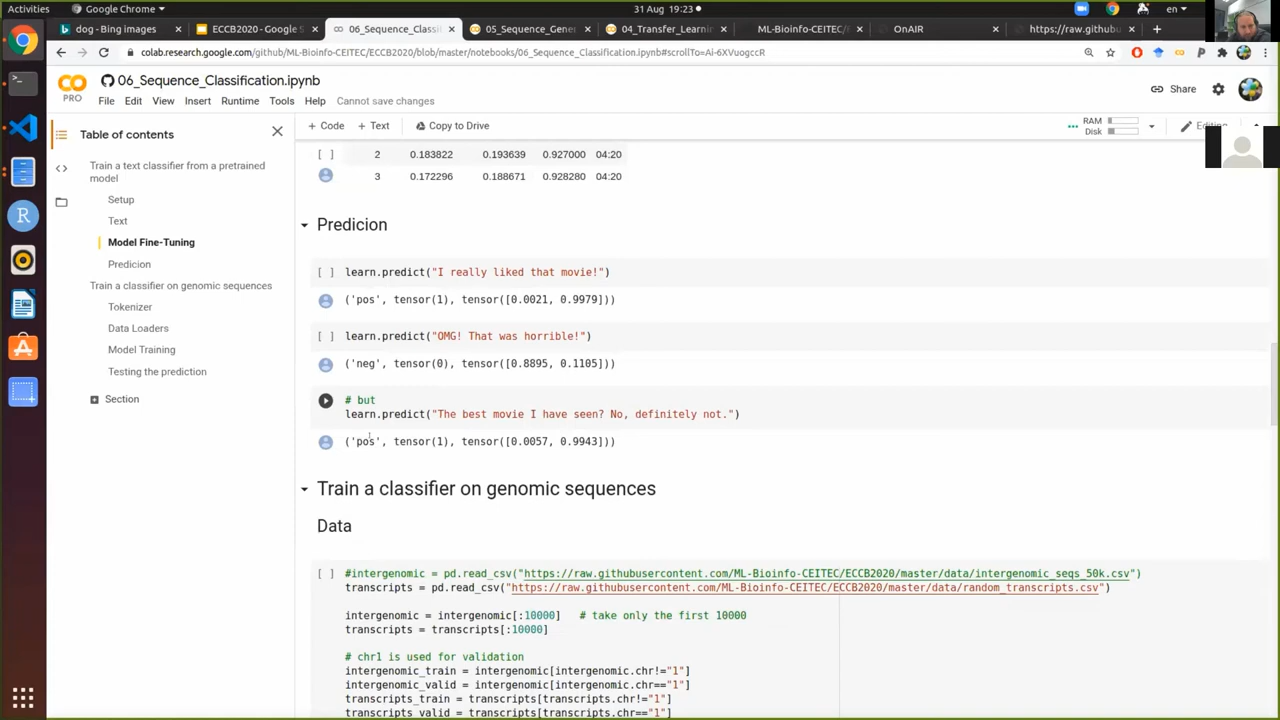 Activities
Google Chrome
31 Aug 19:23
en
dog - Bing images
ECCB2020 - Google S
06_Sequence_Classifi
05_Sequence_Gene
04_Transfer_Learnin
ML-Bioinfo-CEITEC/E
OnAIR
https://raw.githubu
colab.research.google.com/github/ML-Bioinfo-CEITEC/ECCB2020/blob/master/notebooks/06_Sequence_Classification.ipynb#scrollTo=Ai-6XVuogccR
CO
PRO
06_Sequence_Classification.ipynb
File Edit View Insert Runtime Tools Help Cannot save changes
Share
Table of contents
+ Code + Text Copy to Drive
RAM
Disk
Editing
Train a text classifier from a pretrained
model
Setup
Text
Model Fine-Tuning
Predicion
Train a classifier on genomic sequences
Tokenizer
Data Loaders
Model Training
Testing the prediction
Section
[ ] 2 0.183822 0.193639 0.927000 04:20
3 0.172296 0.188671 0.928280 04:20
Predicion
[ ] learn.predict("I really liked that movie!")
('pos', tensor(1), tensor([0.0021, 0.9979]))
[ ] learn.predict("OMG! That was horrible!")
('neg', tensor(0), tensor([0.8895, 0.1105]))
# but
learn.predict("The best movie I have seen? No, definitely not.")
('pos', tensor(1), tensor([0.0057, 0.9943]))
Train a classifier on genomic sequences
Data
[ ] #intergenomic = pd.read_csv("https://raw.githubusercontent.com/ML-Bioinfo-CEITEC/ECCB2020/master/data/intergenomic_seqs_50k.csv")
transcripts = pd.read_csv("https://raw.githubusercontent.com/ML-Bioinfo-CEITEC/ECCB2020/master/data/random_transcripts.csv")
intergenomic = intergenomic[:10000] # take only the first 10000
transcripts = transcripts[:10000]
# chr1 is used for validation
intergenomic_train = intergenomic[intergenomic.chr!="1"]
intergenomic_valid = intergenomic[intergenomic.chr=="1"]
transcripts_train = transcripts[transcripts.chr!="1"]
transcripts_valid = transcripts[transcripts.chr=="1"]